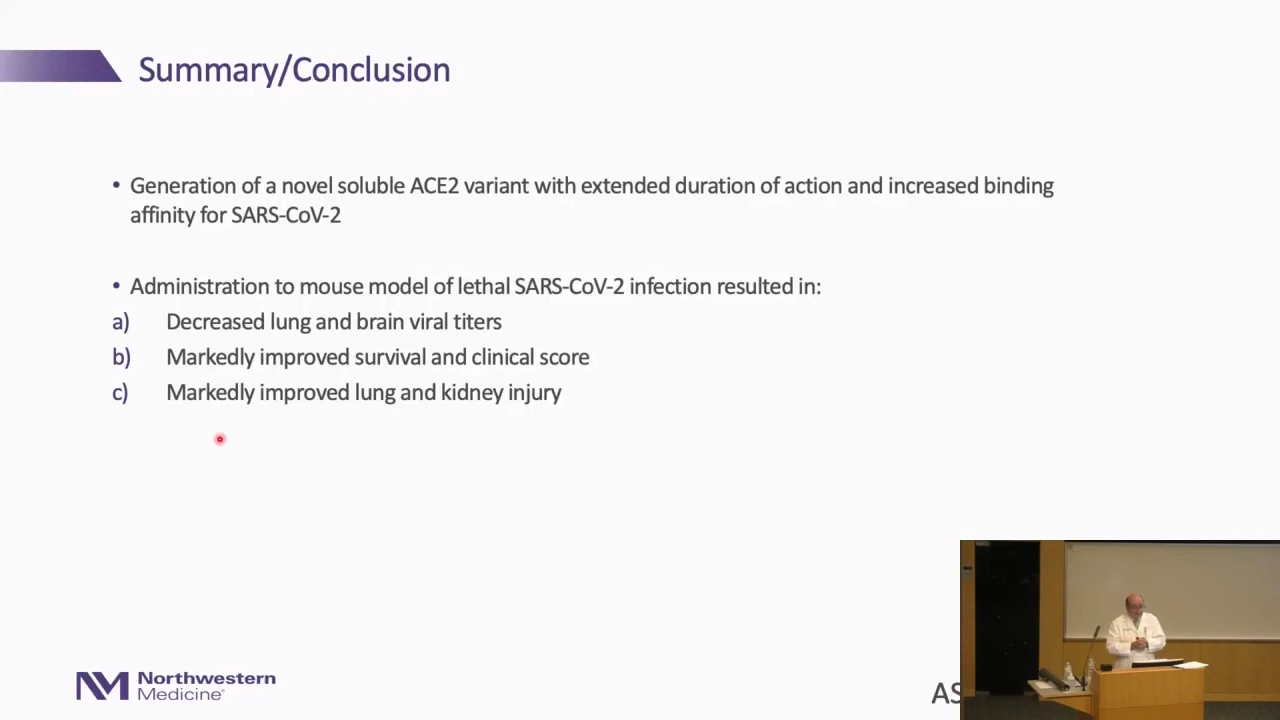 Summary/Conclusion
• Generation of a novel soluble ACE2 variant with extended duration of action and increased binding
affinity for SARS-CoV-2
• Administration to mouse model of lethal SARS-CoV-2 infection resulted in:
a) Decreased lung and brain viral titers
b) Markedly improved survival and clinical score
c) Markedly improved lung and kidney injury
NM Northwestern
Medicine®